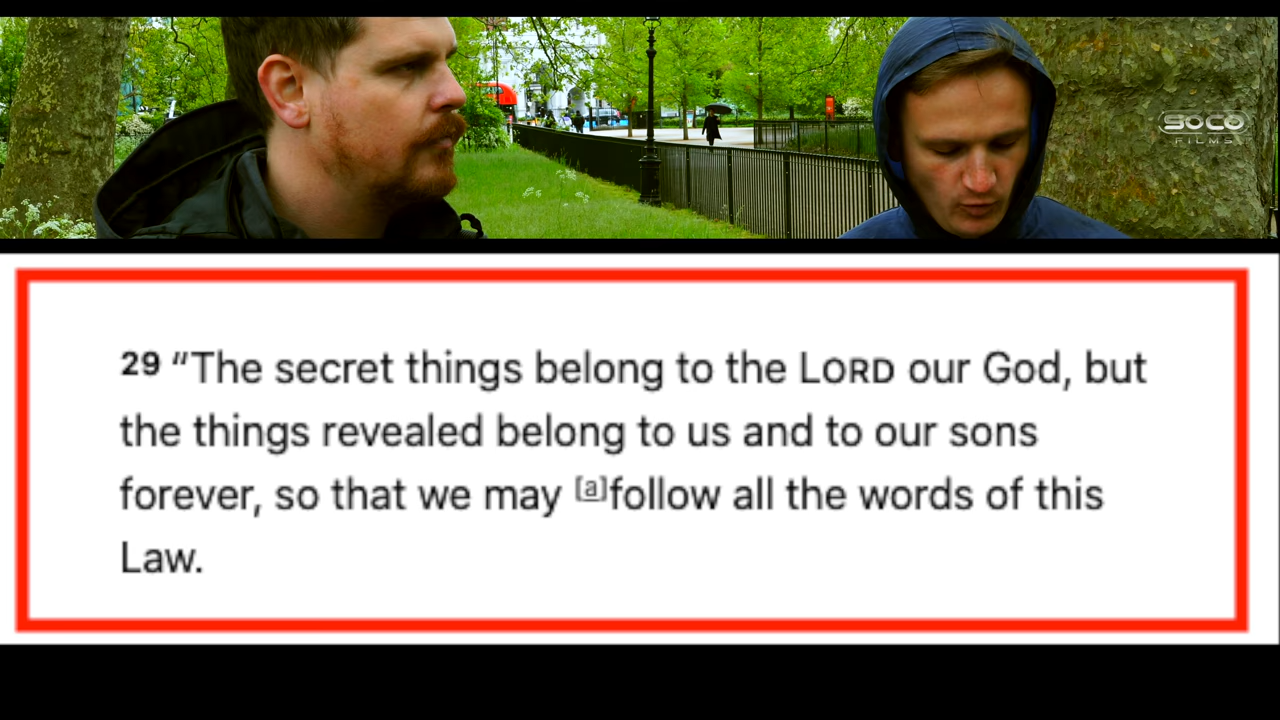 SOCO
FILMS
29 “The secret things belong to the LORD our God, but
the things revealed belong to us and to our sons
forever, so that we may [a]follow all the words of this
Law.